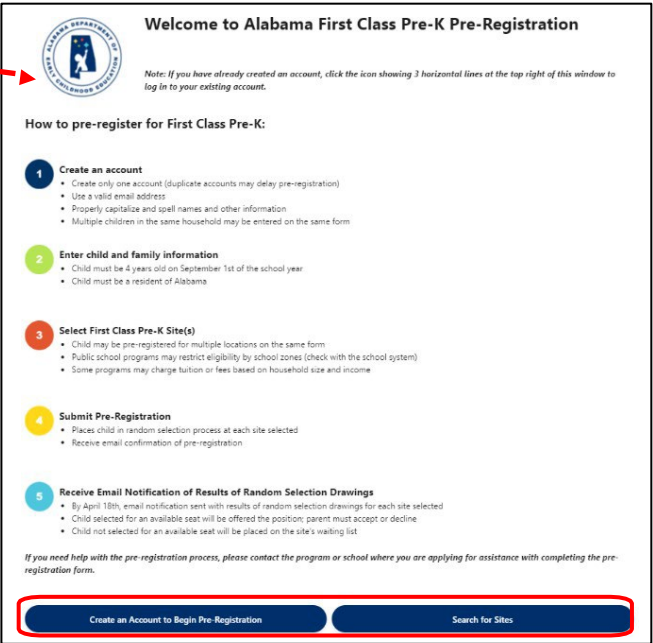 ALABAMA DEPARTMENT OF
EARLY CHILDHOOD EDUCATION
Welcome to Alabama First Class Pre-K Pre-Registration
Note: If you have already created an account, click the icon showing 3 horizontal lines at the top right of this window to
log in to your existing account.
How to pre-register for First Class Pre-K:
1
Create an account
• Create only one account (duplicate accounts may delay pre-registration)
• Use a valid email address
• Properly capitalize and spell names and other information
• Multiple children in the same household may be entered on the same form
2
Enter child and family information
• Child must be 4 years old on September 1st of the school year
• Child must be a resident of Alabama
3
Select First Class Pre-K Site(s)
• Child may be pre-registered for multiple locations on the same form
• Public school programs may restrict eligibility by school zones (check with the school system)
• Some programs may charge tuition or fees based on household size and income
4
Submit Pre-Registration
• Places child in random selection process at each site selected
• Receive email confirmation of pre-registration
5
Receive Email Notification of Results of Random Selection Drawings
• By April 18th, email notification sent with results of random selection drawings for each site selected
• Child selected for an available seat will be offered the position; parent must accept or decline
• Child not selected for an available seat will be placed on the site's waiting list
If you need help with the pre-registration process, please contact the program or school where you are applying for assistance with completing the pre-
registration form.
Create an Account to Begin Pre-Registration
Search for Sites